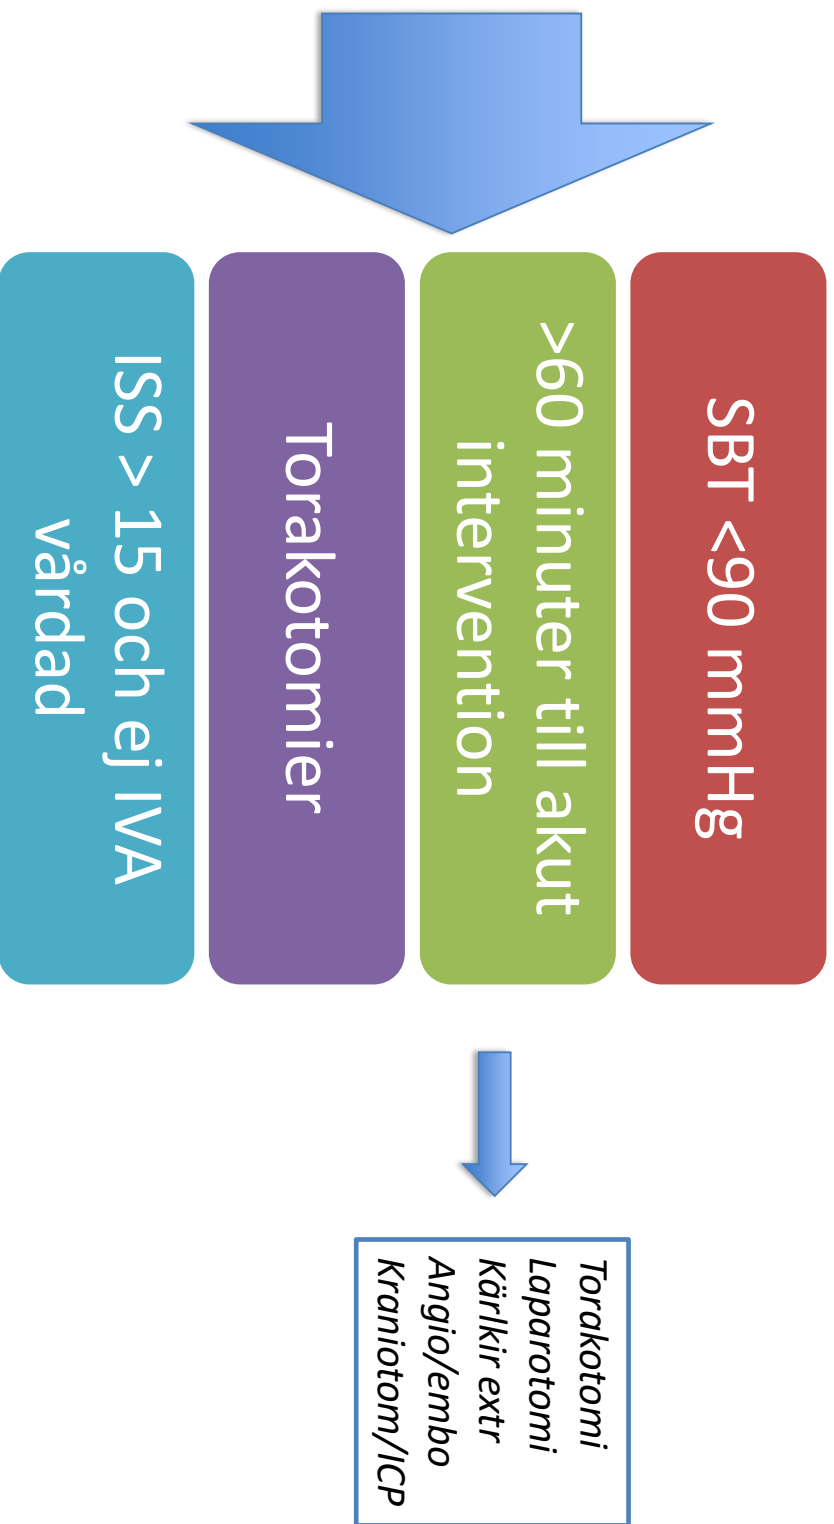 SBT <90 mmHg
>60 minuter till akut
intervention
Torakotomier
ISS > 15 och ej IVA
vårdad
Torakotomi
Laparotomi
Kärlkir extr
Angio/embo
Kraniotom/ICP